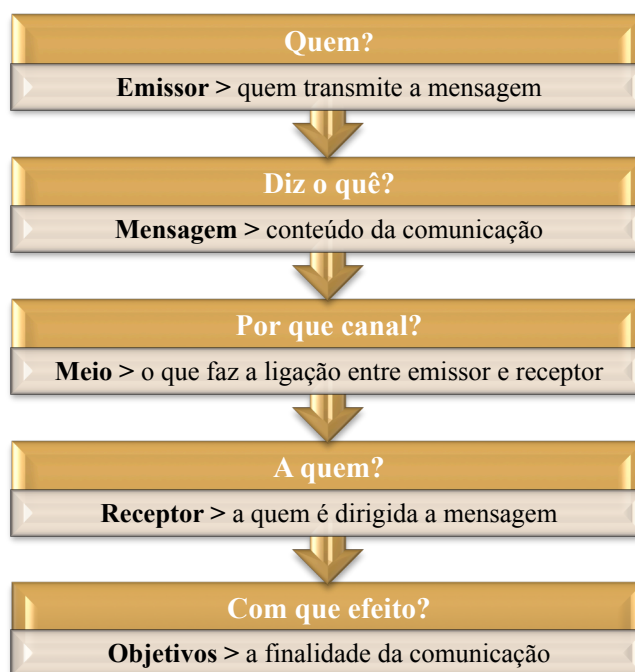 Quem?
Emissor > quem transmite a mensagem
Diz o quê?
Mensagem > conteúdo da comunicação
Por que canal?
Meio > o que faz a ligação entre emissor e receptor
A quem?
Receptor > a quem é dirigida a mensagem
Com que efeito?
Objetivos > a finalidade da comunicação